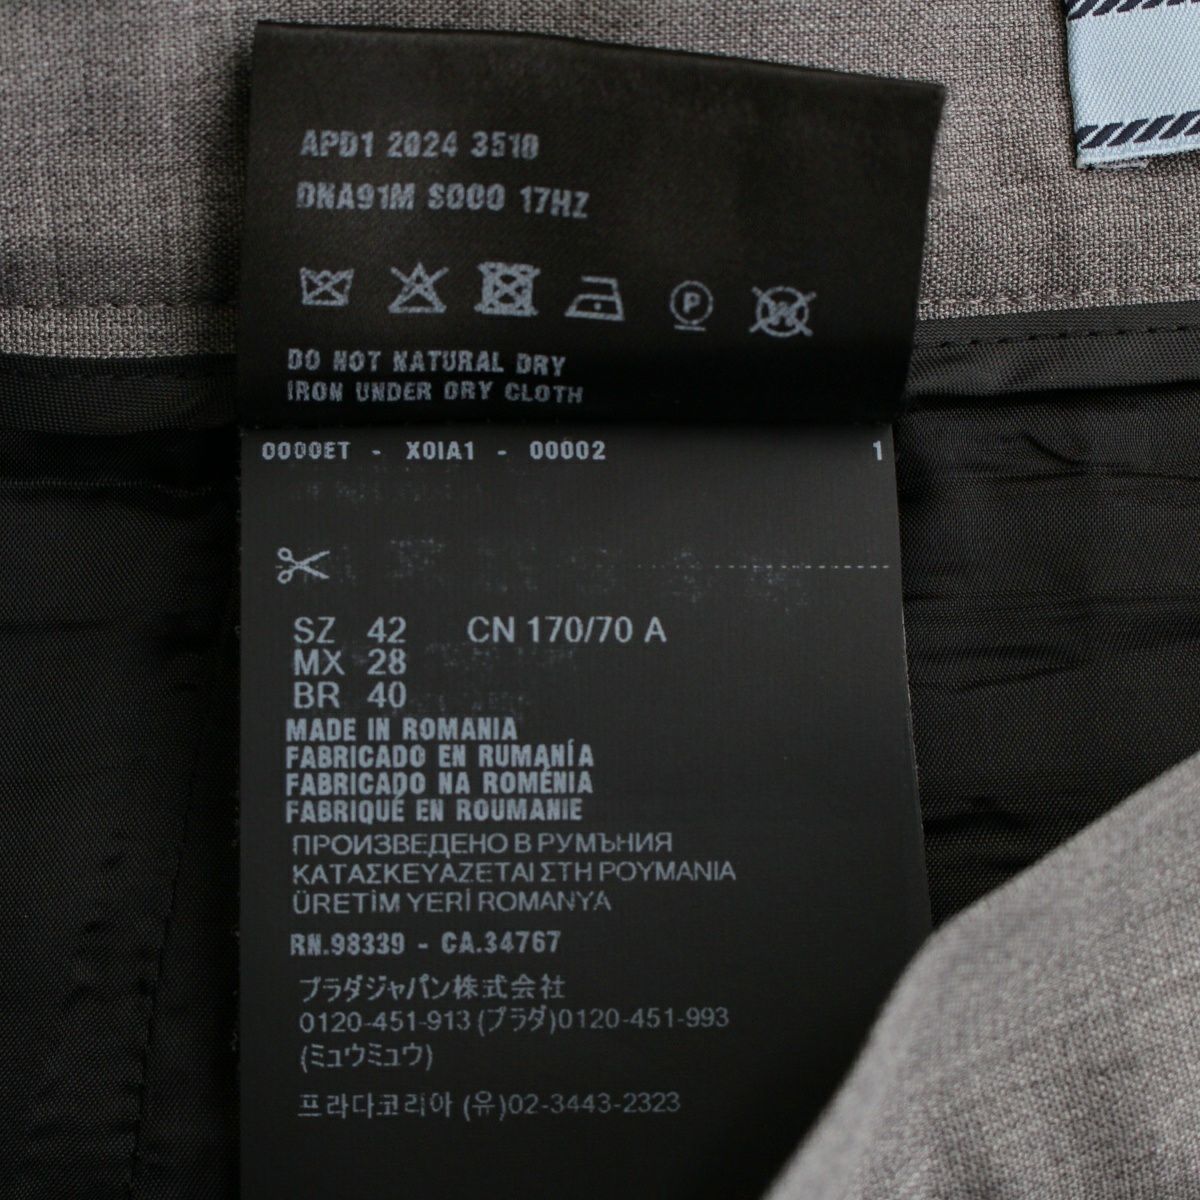 APD1 2024 3510
DNA91M S000 17HZ
P
W
DO NOT NATURAL DRY
IRON UNDER DRY CLOTH
0000ET - X0IA1 - 00002 1
SZ 42 CN 170/70 A
MX 28
BR 40
MADE IN ROMANIA
FABRICADO EN RUMANÍA
FABRICADO NA ROMÉNIA
FABRIQUÉ EN ROUMANIE
ПРОИЗВЕДЕНО В РУМЪНИЯ
ΚΑΤΑΣΚΕΥΑΖΕΤΑΙ ΣΤΗ ΡΟΥΜΑΝΙΑ
ÜRETİM YERİ ROMANYA
RN.98339 - CA.34767
プラダジャパン株式会社
0120-451-913 (プラダ)0120-451-993
(ミュウミュウ)
프라다코리아 (유)02-3443-2323